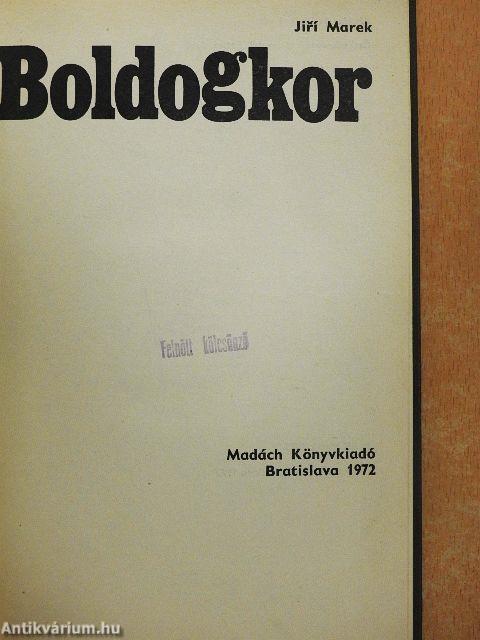 Jiří Marek
Boldogkor
Felnőtt kölcsönző
Madách Könyvkiadó
Bratislava 1972
Antikvárium.hu